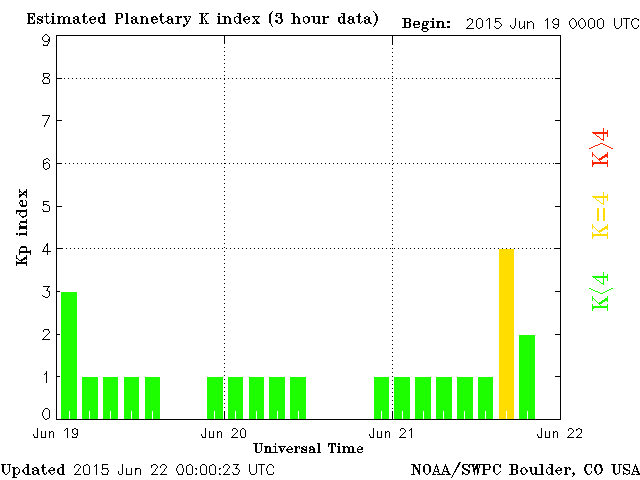 Estimated Planetary K index (3 hour data) Begin: 2015 Jun 19 0000 UTC
9
8
7
6
5
4
3
2
1
0
Kp index
K>4
K=4
K<4
Jun 19 Jun 20 Jun 21 Jun 22
Universal Time
Updated 2015 Jun 22 00:00:23 UTC NOAA/SWPC Boulder, CO USA